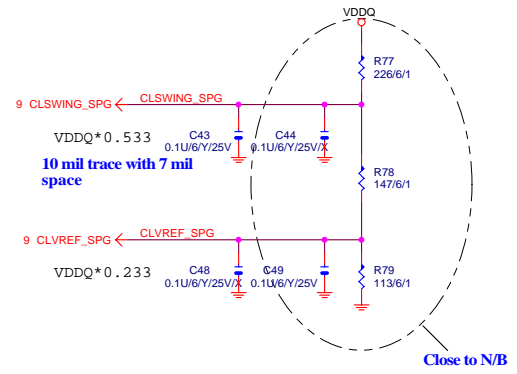 VDDQ
R77
226/6/1
9 CLSWING_SPG
CLSWING_SPG
VDDQ*0.533
C43
0.1U/6/Y/25V
C44
0.1U/6/Y/25V/X
10 mil trace with 7 mil
space
R78
147/6/1
9 CLVREF_SPG
CLVREF_SPG
VDDQ*0.233
C48
0.1U/6/Y/25V/X
C49
0.1U/6/Y/25V
R79
113/6/1
Close to N/B